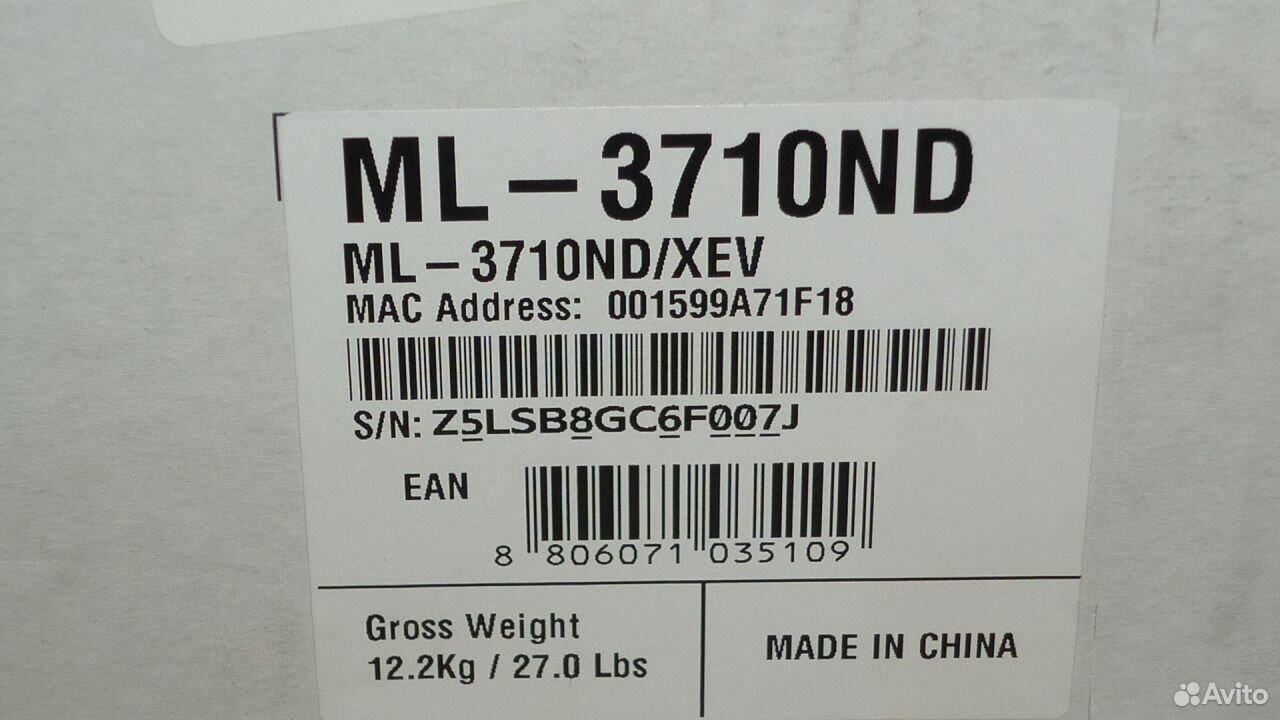 ML-3710ND
ML-3710ND/XEV
MAC Address: 001599A71F18
S/N: Z5LSB8GC6F007J
EAN
8 806071 035109
Gross Weight
12.2Kg / 27.0 Lbs
MADE IN CHINA
Avito